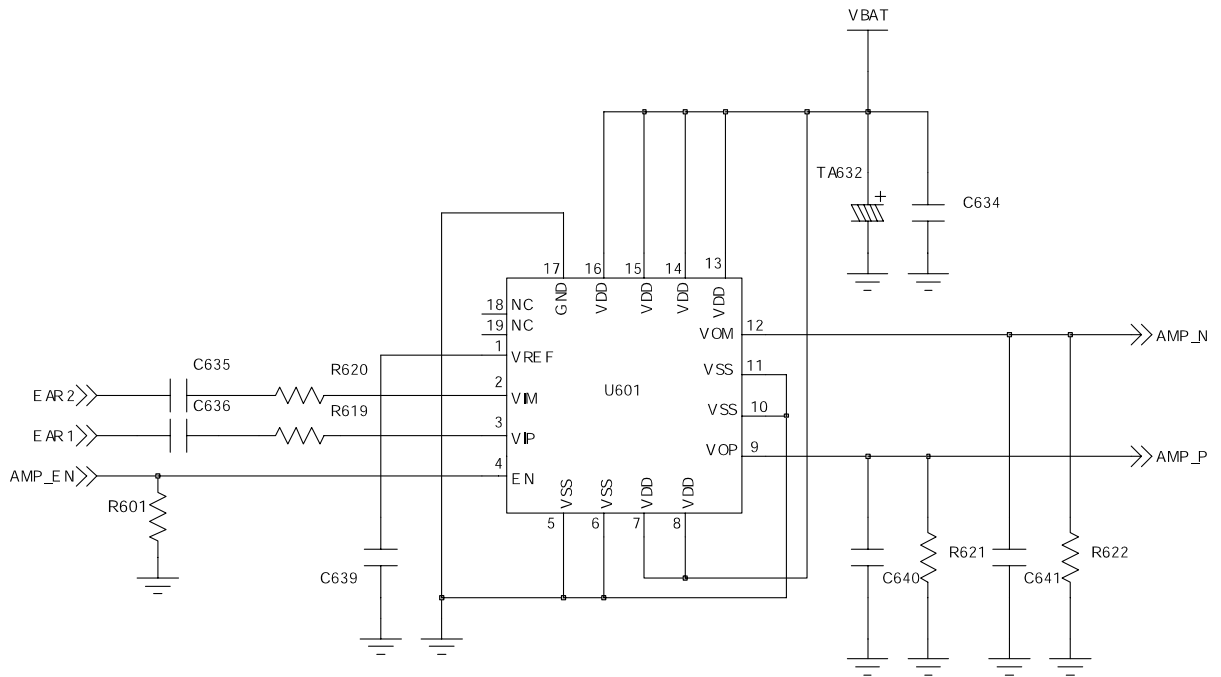 VBAT
TA632
+
C634
17
16
15
14
13
GND
VDD
VDD
VDD
VDD
18
NC
19
NC
1
VREF
2
VIM
3
VIP
4
EN
U601
VOM
12
VSS
11
VSS
10
VOP
9
VSS
VSS
VDD
VDD
5
6
7
8
C635
R620
EAR2
C636
R619
EAR1
AMP_EN
R601
C639
AMP_N
AMP_P
C640
R621
C641
R622